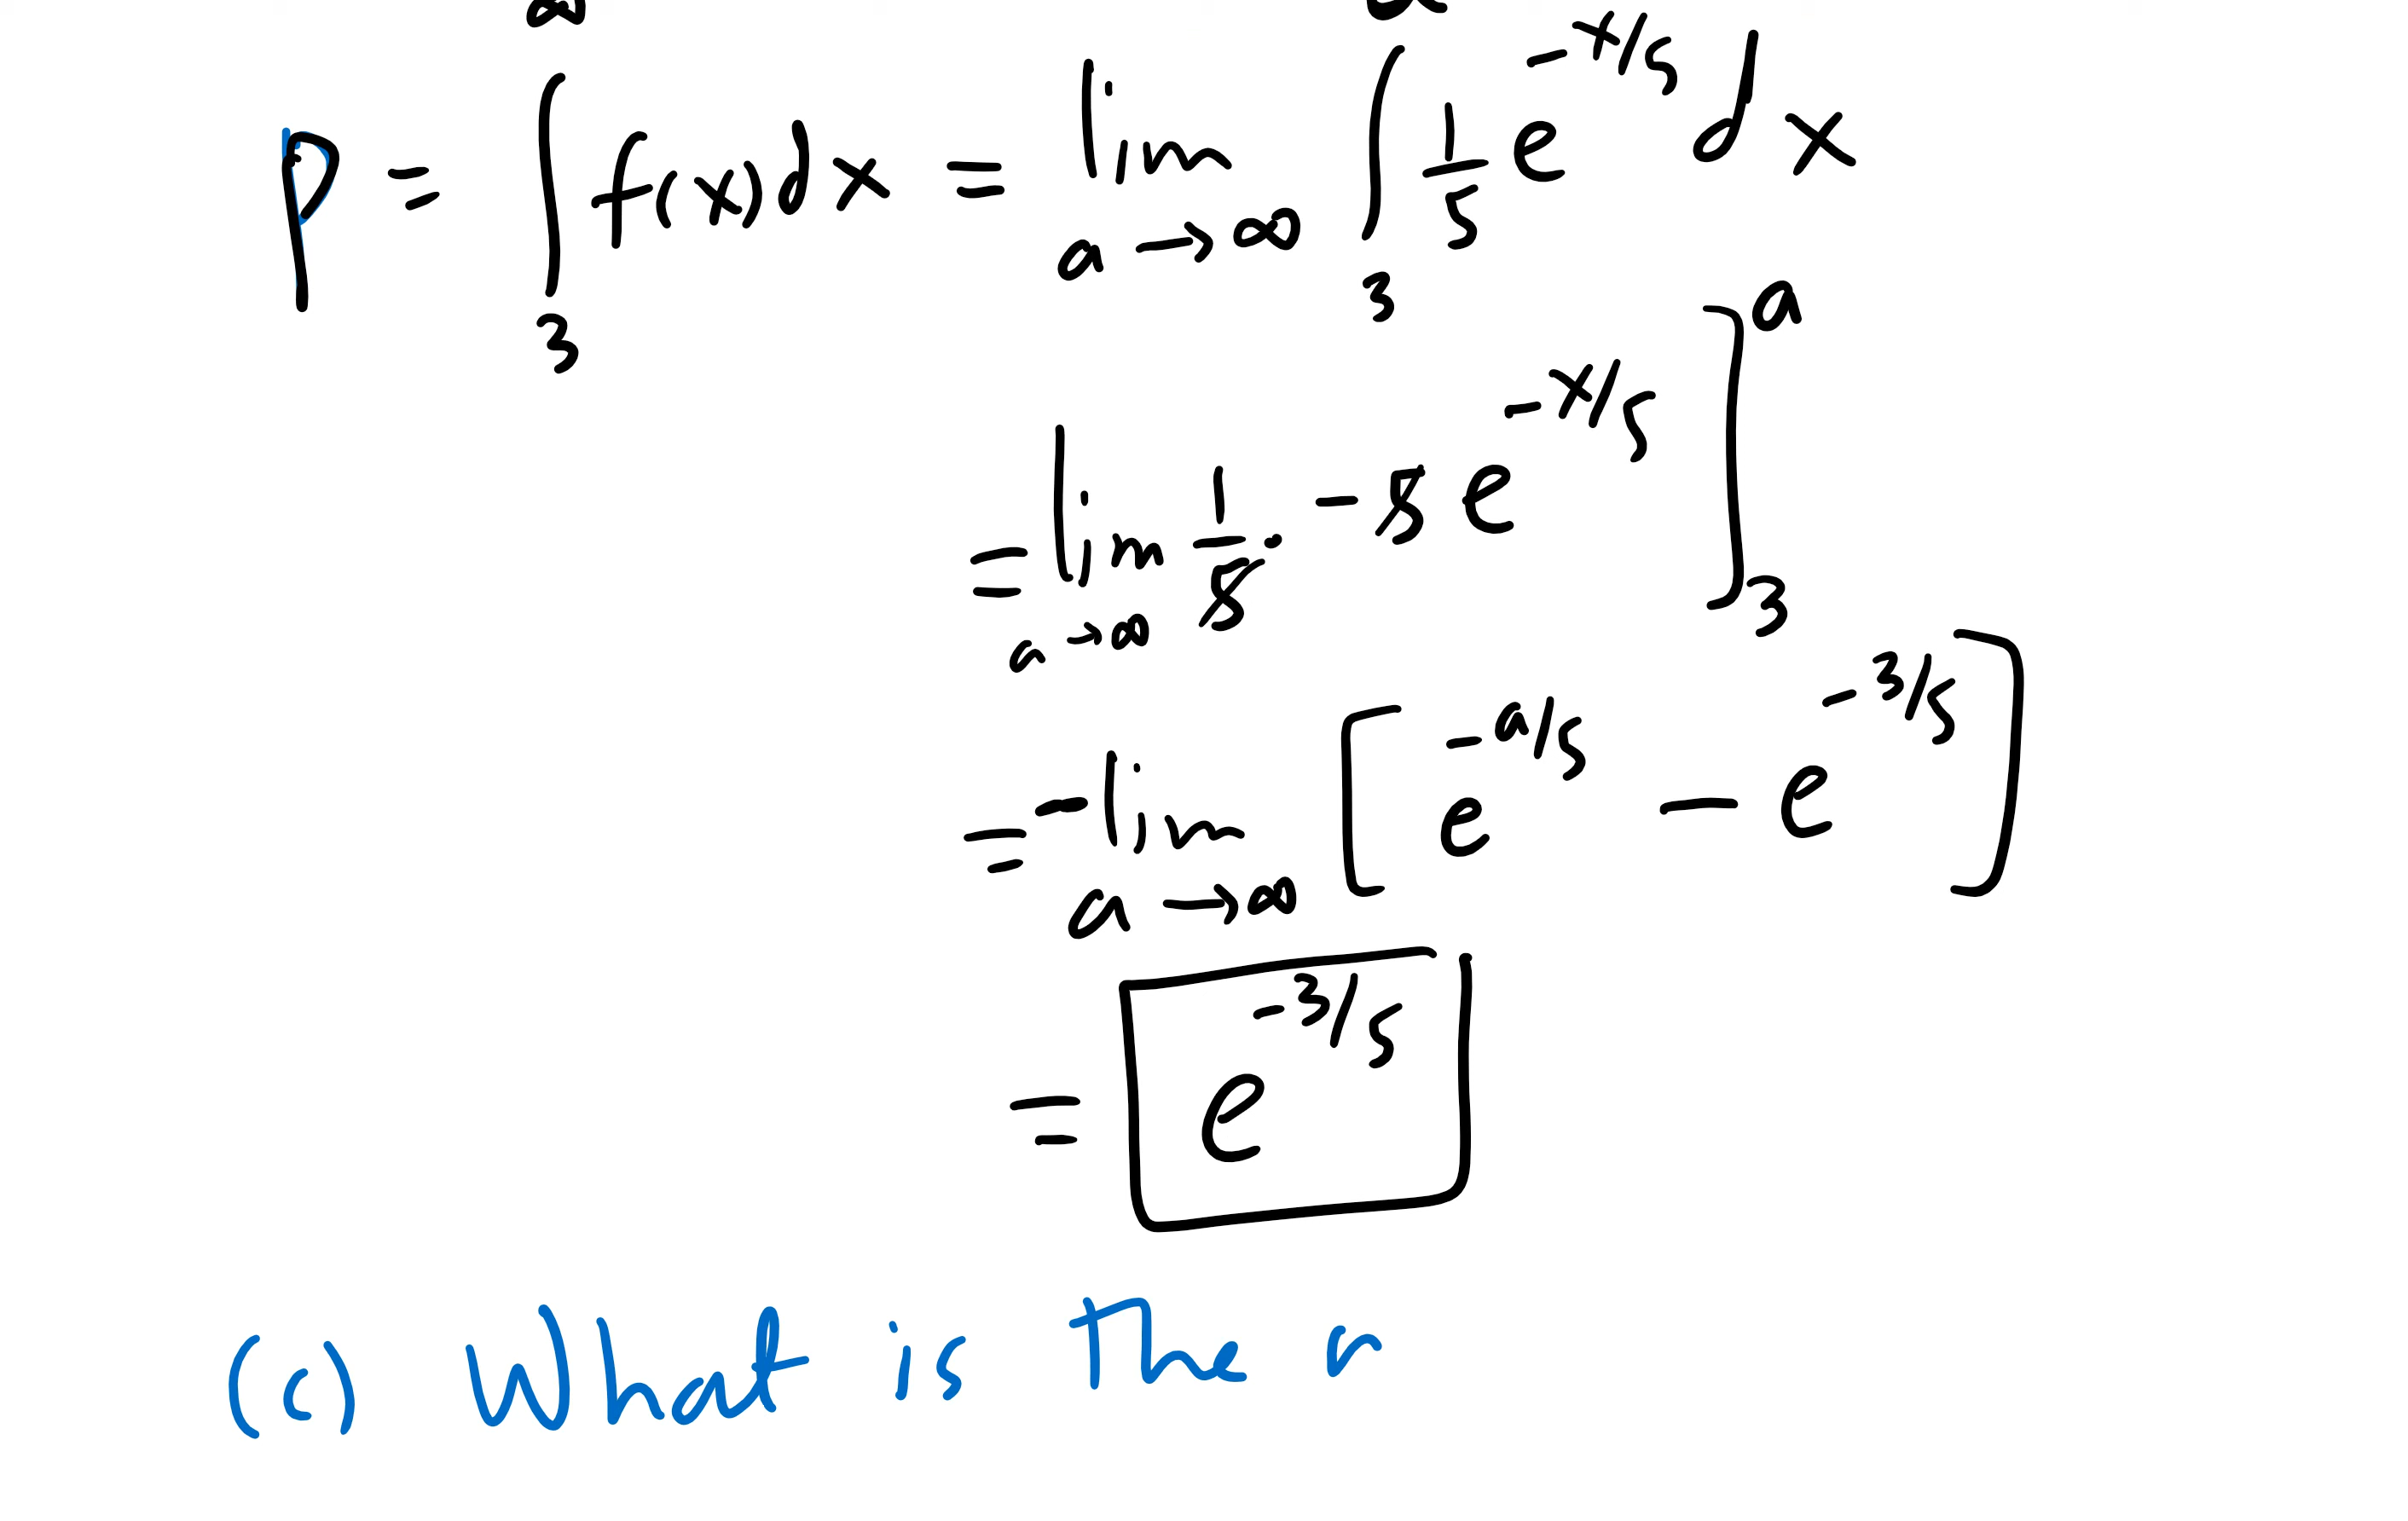 P = ∫₃^∞ f(x)dx = lim_{a→∞} ∫₃ 1/5 e^{-x/5} dx
= lim_{a→∞} 1/5 · -5 e^{-x/5} ]₃^a
= -lim_{a→∞} [ e^{-a/5} - e^{-3/5} ]
= e^{-3/5}
(c) What is the